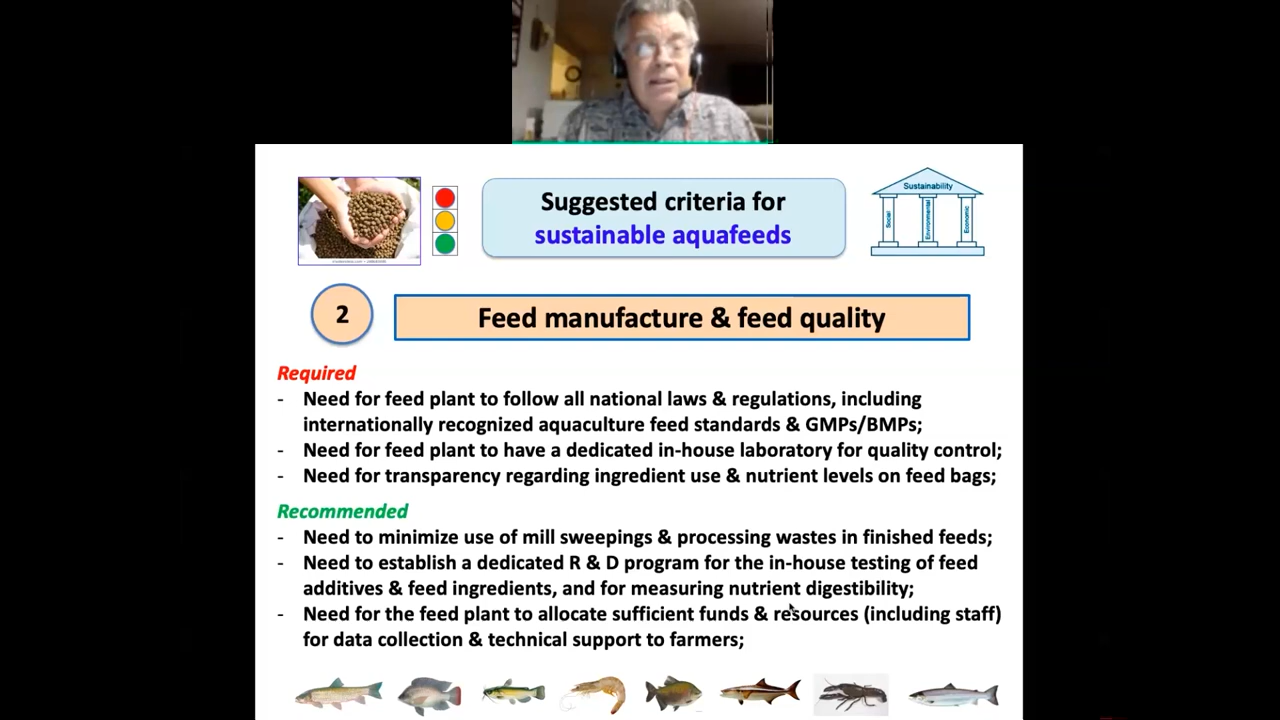 Suggested criteria for
sustainable aquafeeds
Sustainability
Social
Environmental
Economic
2
Feed manufacture & feed quality
Required
- Need for feed plant to follow all national laws & regulations, including
internationally recognized aquaculture feed standards & GMPs/BMPs;
- Need for feed plant to have a dedicated in-house laboratory for quality control;
- Need for transparency regarding ingredient use & nutrient levels on feed bags;
Recommended
- Need to minimize use of mill sweepings & processing wastes in finished feeds;
- Need to establish a dedicated R & D program for the in-house testing of feed
additives & feed ingredients, and for measuring nutrient digestibility;
- Need for the feed plant to allocate sufficient funds & resources (including staff)
for data collection & technical support to farmers;